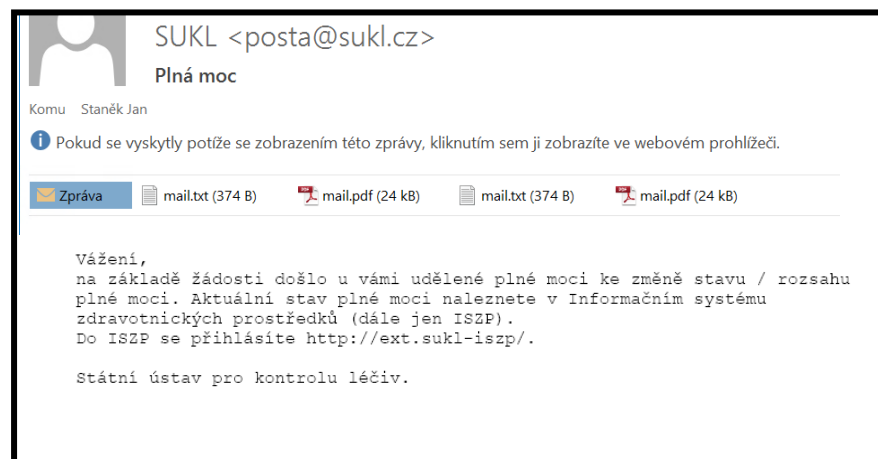 SUKL <posta@sukl.cz>
Plná moc
Komu Staněk Jan
Pokud se vyskytly potíže se zobrazením této zprávy, kliknutím sem ji zobrazíte ve webovém prohlížeči.
Zpráva mail.txt (374 B) mail.pdf (24 kB) mail.txt (374 B) mail.pdf (24 kB)
Vážení,
na základě žádosti došlo u vámi udělené plné moci ke změně stavu / rozsahu
plné moci. Aktuální stav plné moci naleznete v Informačním systému
zdravotnických prostředků (dále jen ISZP).
Do ISZP se přihlásíte http://ext.sukl-iszp/.
Státní ústav pro kontrolu léčiv.